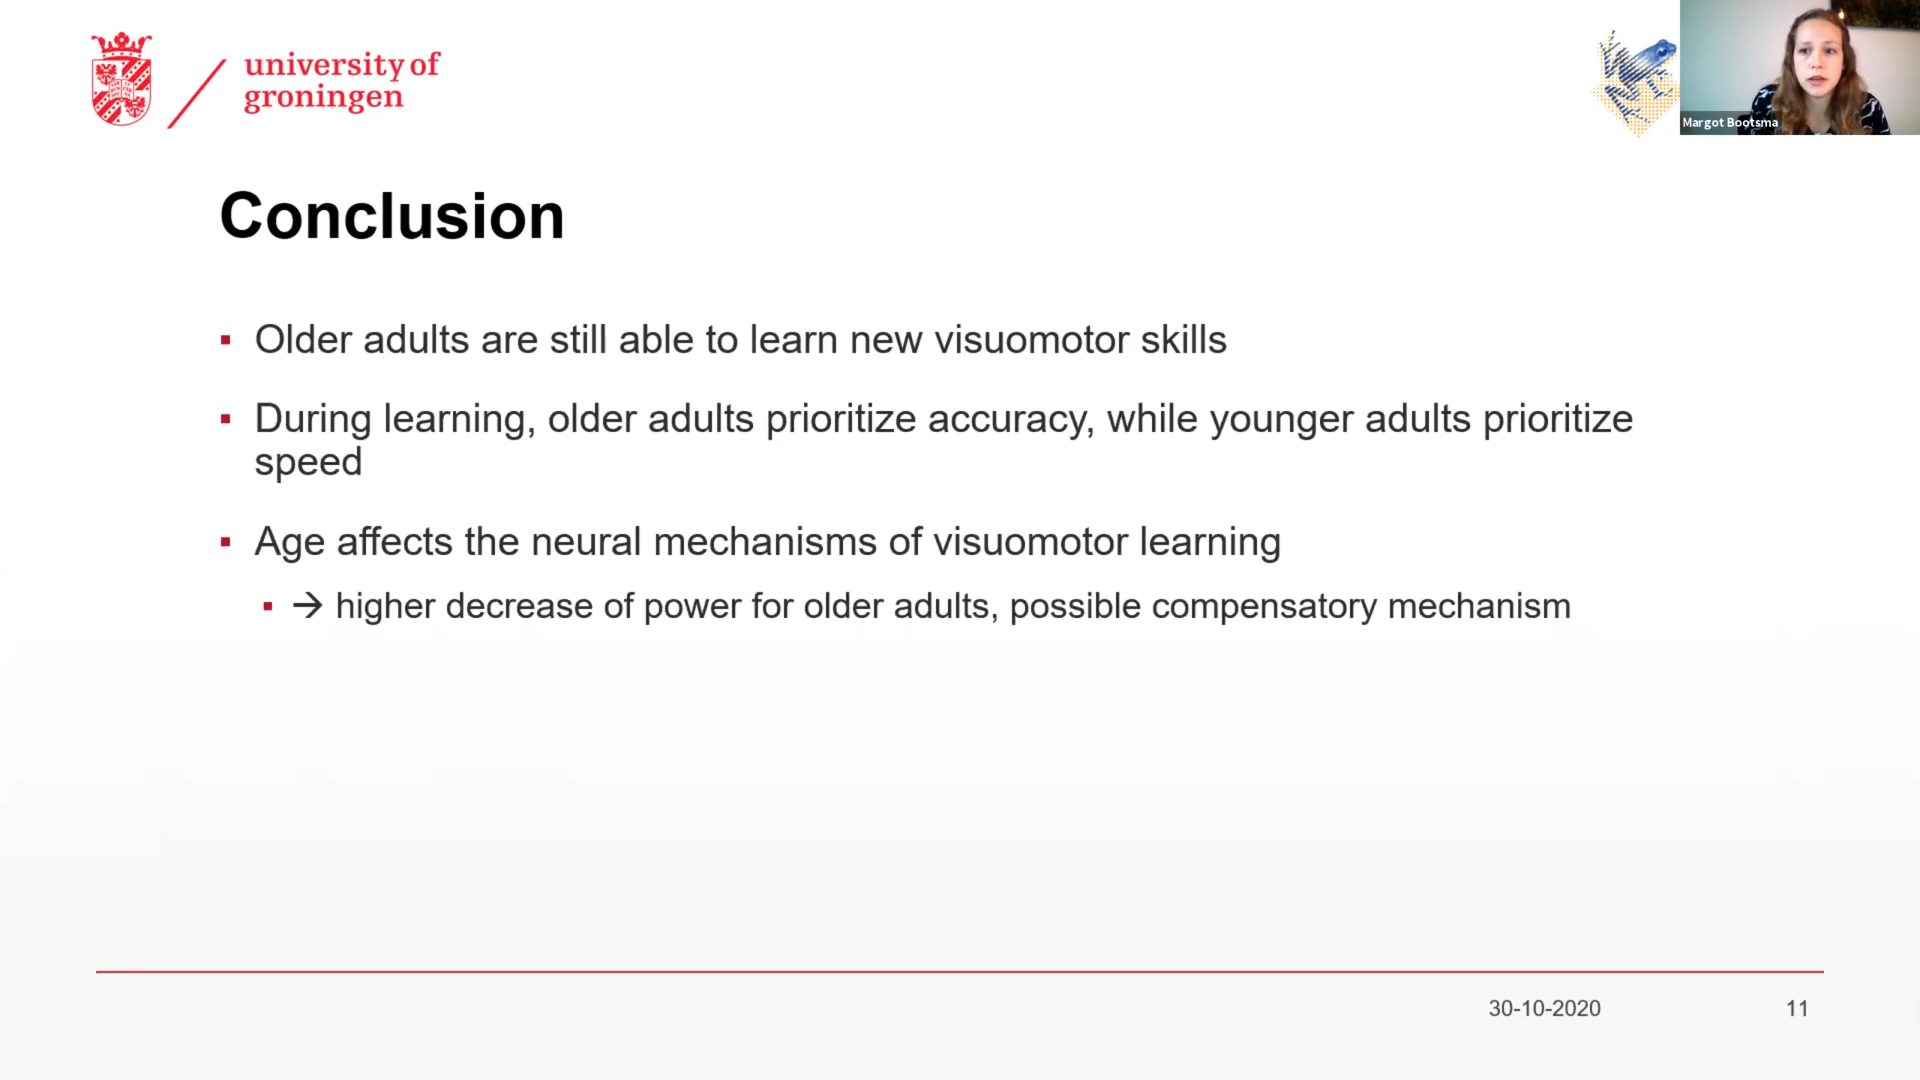 university of
groningen
Margot Bootsma
Conclusion
▪ Older adults are still able to learn new visuomotor skills
▪ During learning, older adults prioritize accuracy, while younger adults prioritize
speed
▪ Age affects the neural mechanisms of visuomotor learning
▪ → higher decrease of power for older adults, possible compensatory mechanism
30-10-2020
11